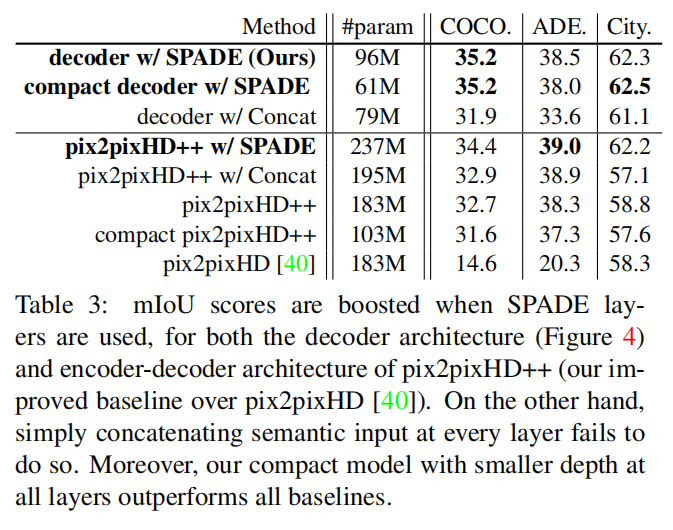 Method #param COCO. ADE. City.
decoder w/ SPADE (Ours) 96M 35.2 38.5 62.3
compact decoder w/ SPADE 61M 35.2 38.0 62.5
decoder w/ Concat 79M 31.9 33.6 61.1
pix2pixHD++ w/ SPADE 237M 34.4 39.0 62.2
pix2pixHD++ w/ Concat 195M 32.9 38.9 57.1
pix2pixHD++ 183M 32.7 38.3 58.8
compact pix2pixHD++ 103M 31.6 37.3 57.6
pix2pixHD [40] 183M 14.6 20.3 58.3
Table 3: mIoU scores are boosted when SPADE lay-
ers are used, for both the decoder architecture (Figure 4)
and encoder-decoder architecture of pix2pixHD++ (our im-
proved baseline over pix2pixHD [40]). On the other hand,
simply concatenating semantic input at every layer fails to
do so. Moreover, our compact model with smaller depth at
all layers outperforms all baselines.